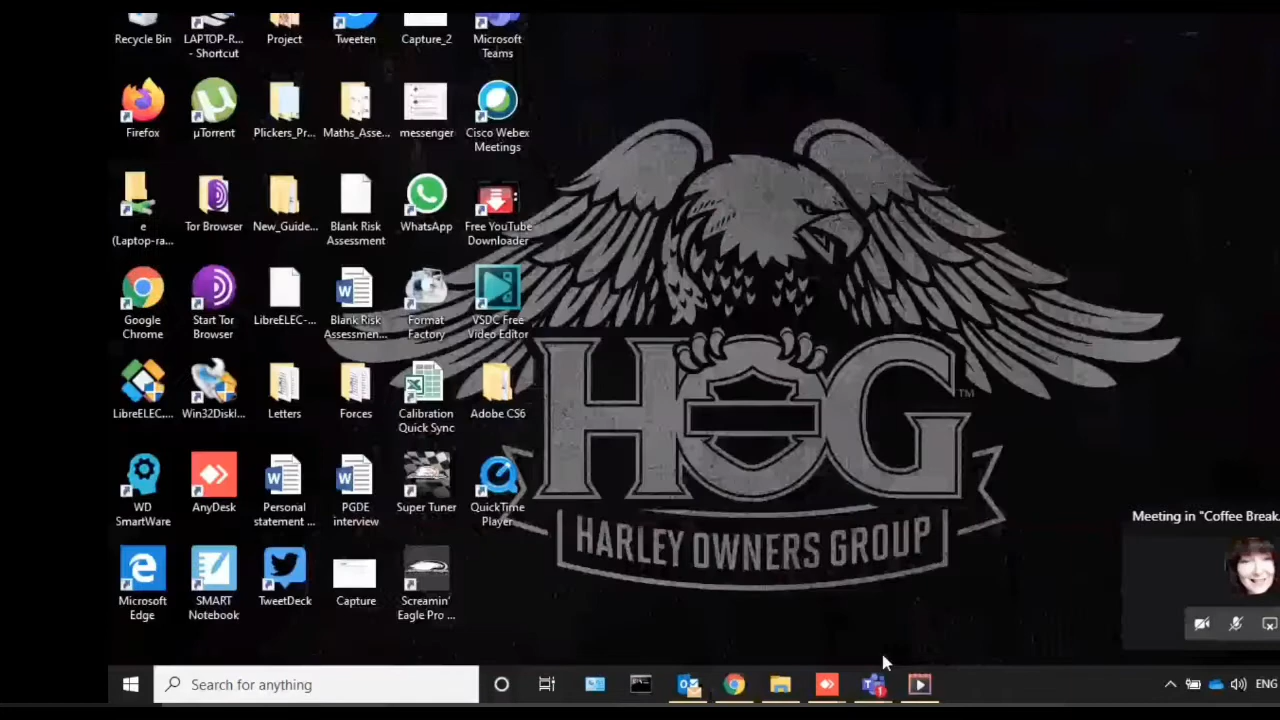 Recycle Bin
LAPTOP-R...
- Shortcut
Project
Tweeten
Capture_2
Microsoft
Teams
Firefox
µTorrent
Plickers_Pr...
Maths_Asse...
messenger
Cisco Webex
Meetings
e
(Laptop-ra...
Tor Browser
New_Guide...
Blank Risk
Assessment
WhatsApp
Free YouTube
Downloader
Google
Chrome
Start Tor
Browser
LibreELEC-...
Blank Risk
Assessmen...
Format
Factory
VSDC Free
Video Editor
LibreELEC....
Win32DiskI...
Letters
Forces
Calibration
Quick Sync
Adobe CS6
WD
SmartWare
AnyDesk
Personal
statement ...
PGDE
interview
Super Tuner
QuickTime
Player
Microsoft
Edge
SMART
Notebook
TweetDeck
Capture
Screamin'
Eagle Pro ...
HOG™
HARLEY OWNERS GROUP
Meeting in "Coffee Break
Search for anything
ENG